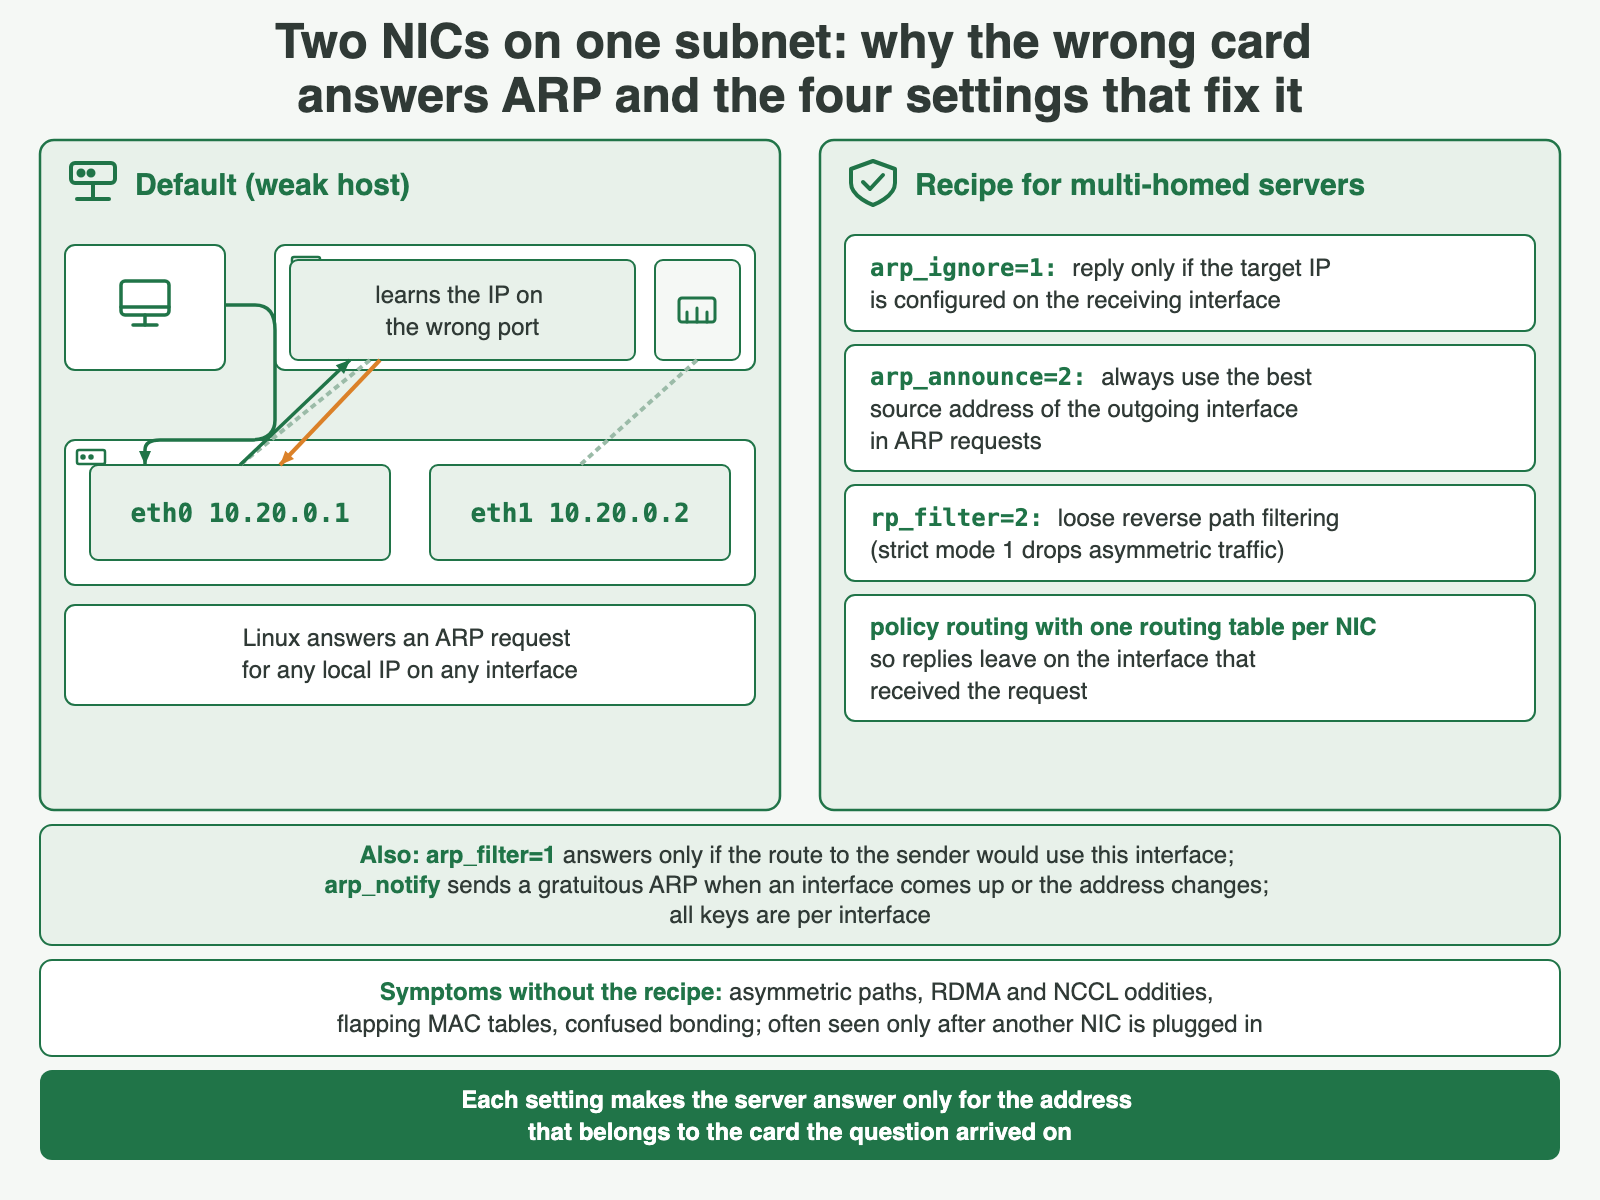 Two NICs on one subnet: why the wrong card
answers ARP and the four settings that fix it
Default (weak host)
learns the IP on
the wrong port
eth0 10.20.0.1
eth1 10.20.0.2
Linux answers an ARP request
for any local IP on any interface
Recipe for multi-homed servers
arp_ignore=1: reply only if the target IP
is configured on the receiving interface
arp_announce=2: always use the best
source address of the outgoing interface
in ARP requests
rp_filter=2: loose reverse path filtering
(strict mode 1 drops asymmetric traffic)
policy routing with one routing table per NIC
so replies leave on the interface that
received the request
Also: arp_filter=1 answers only if the route to the sender would use this interface;
arp_notify sends a gratuitous ARP when an interface comes up or the address changes;
all keys are per interface
Symptoms without the recipe: asymmetric paths, RDMA and NCCL oddities,
flapping MAC tables, confused bonding; often seen only after another NIC is plugged in
Each setting makes the server answer only for the address
that belongs to the card the question arrived on